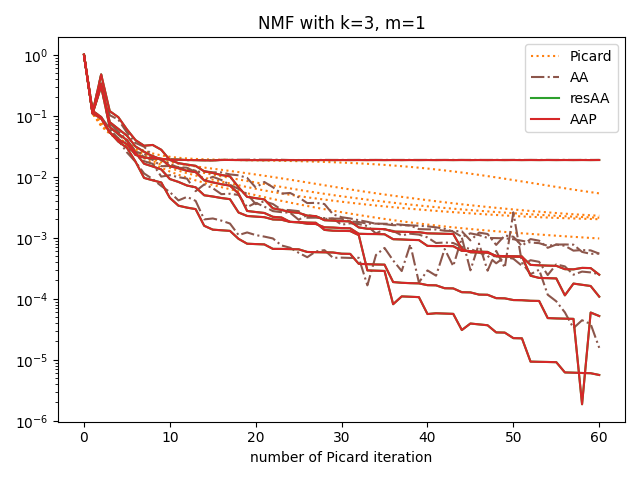 NMF with k=3, m=1
Picard
AA
resAA
AAP
10⁰
10⁻¹
10⁻²
10⁻³
10⁻⁴
10⁻⁵
10⁻⁶
0 10 20 30 40 50 60
number of Picard iteration